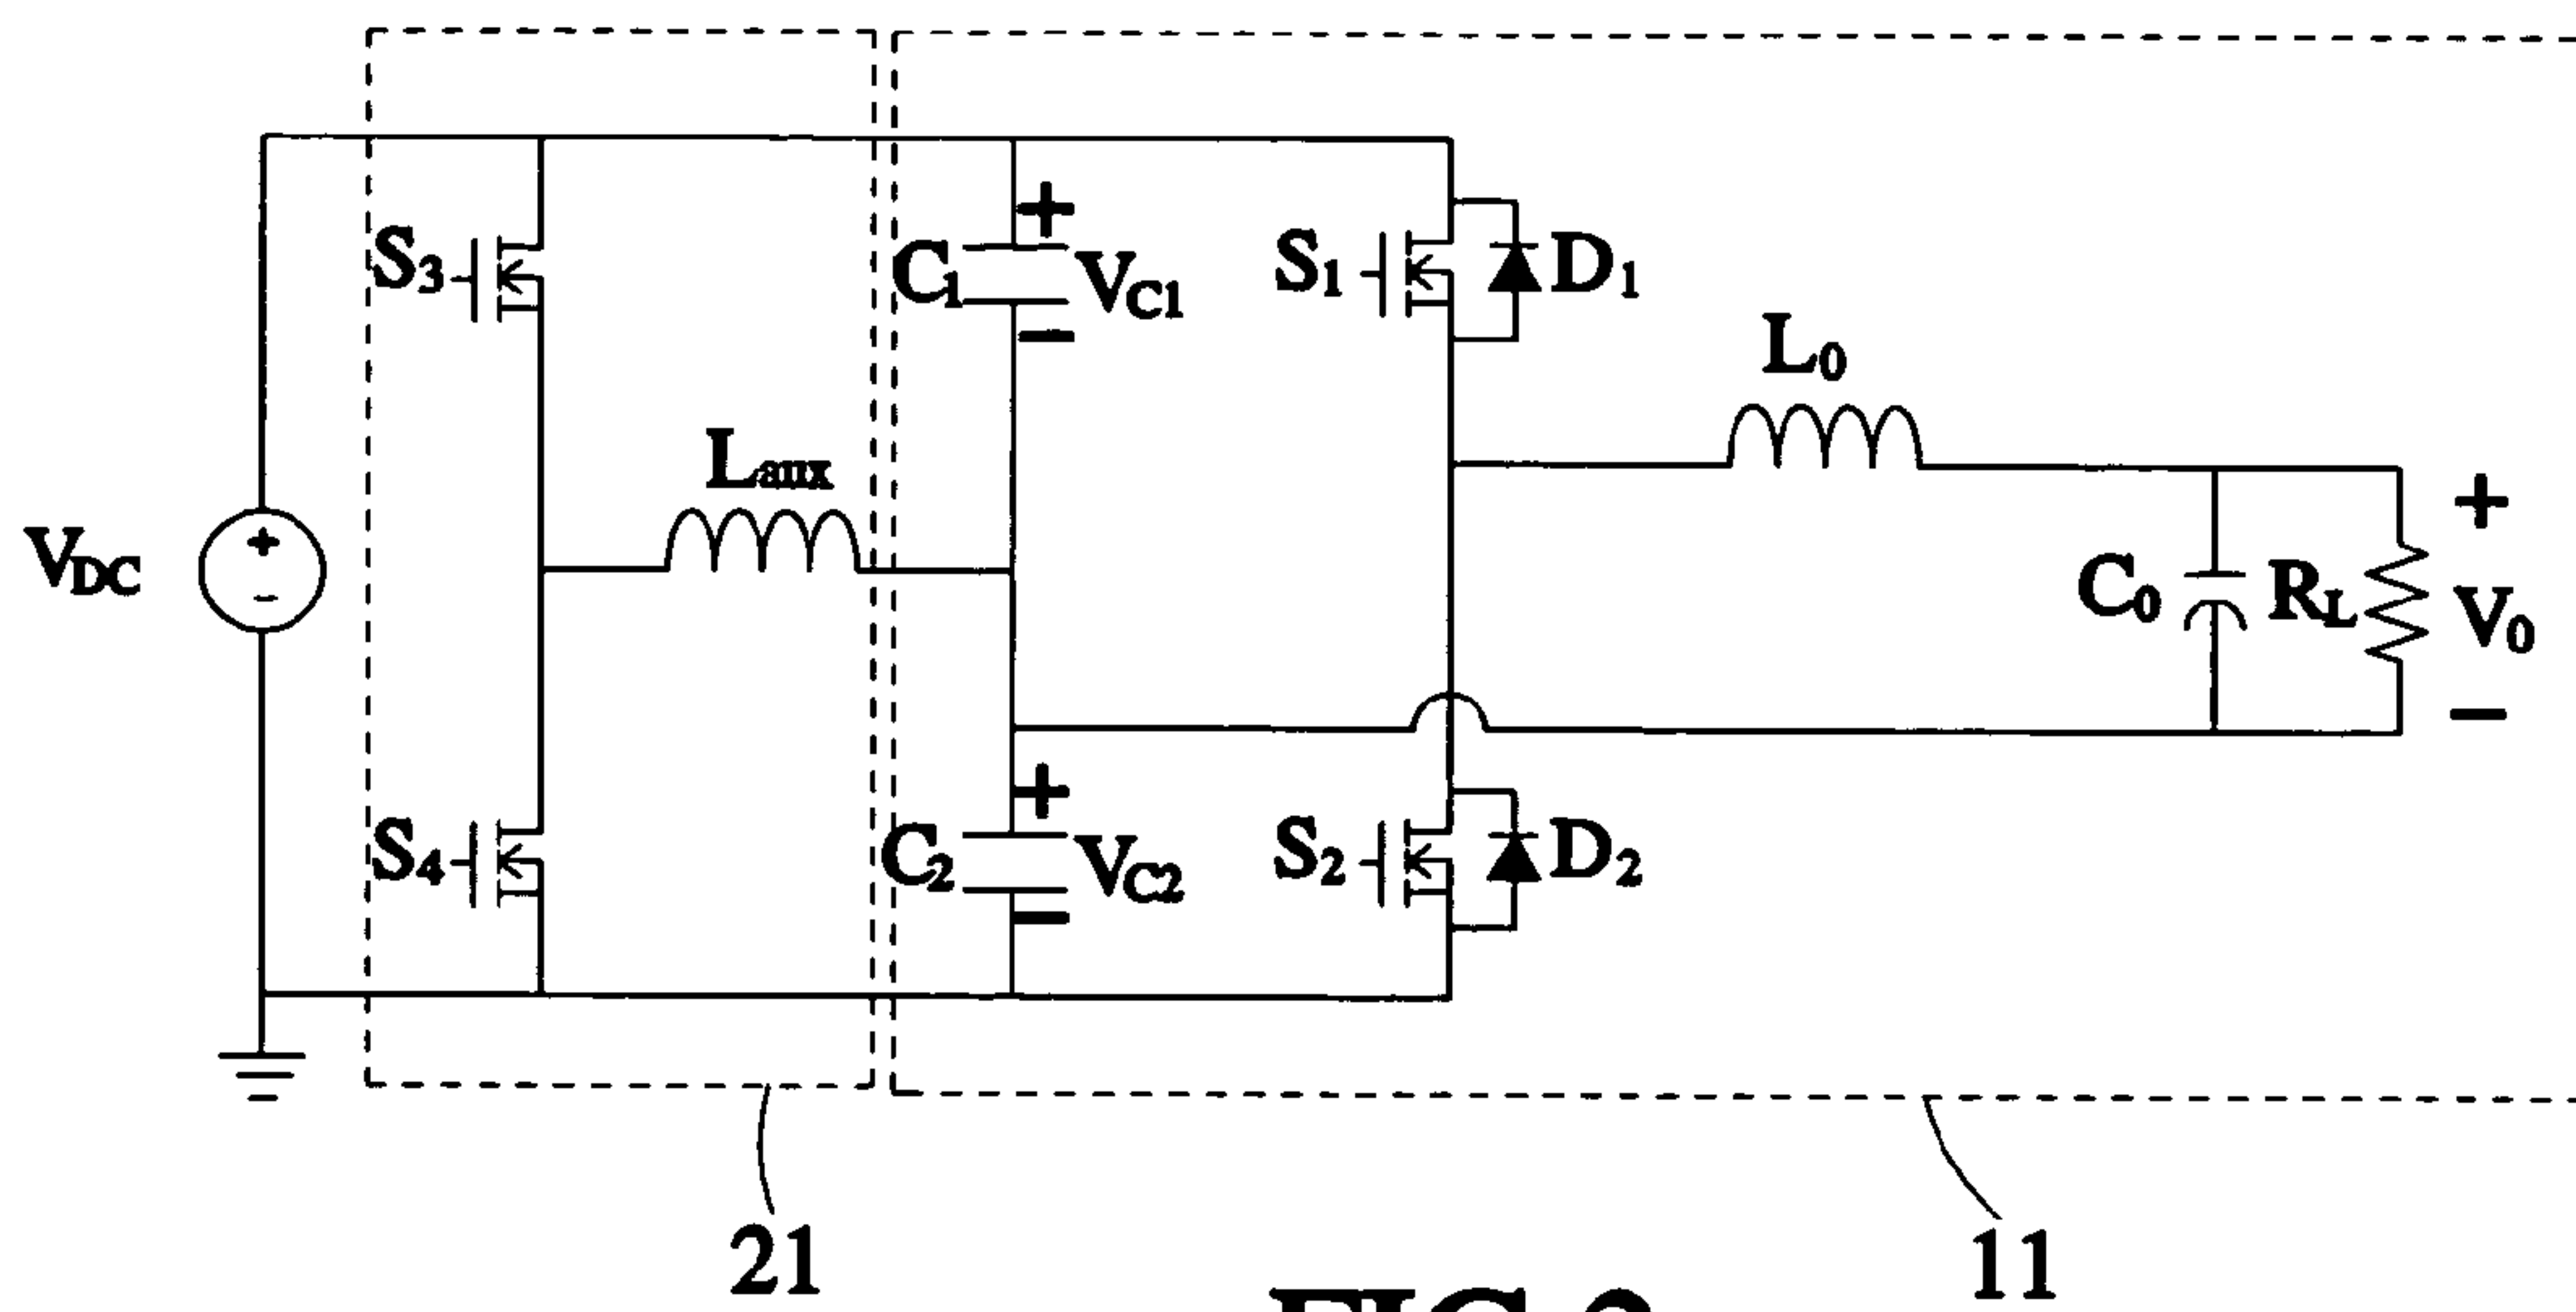 S3
C1
+
VC1
−
S1
D1
L0
Laux
VDC
+
-
C0
RL
+
V0
−
S4
C2
+
VC2
−
S2
D2
21
11